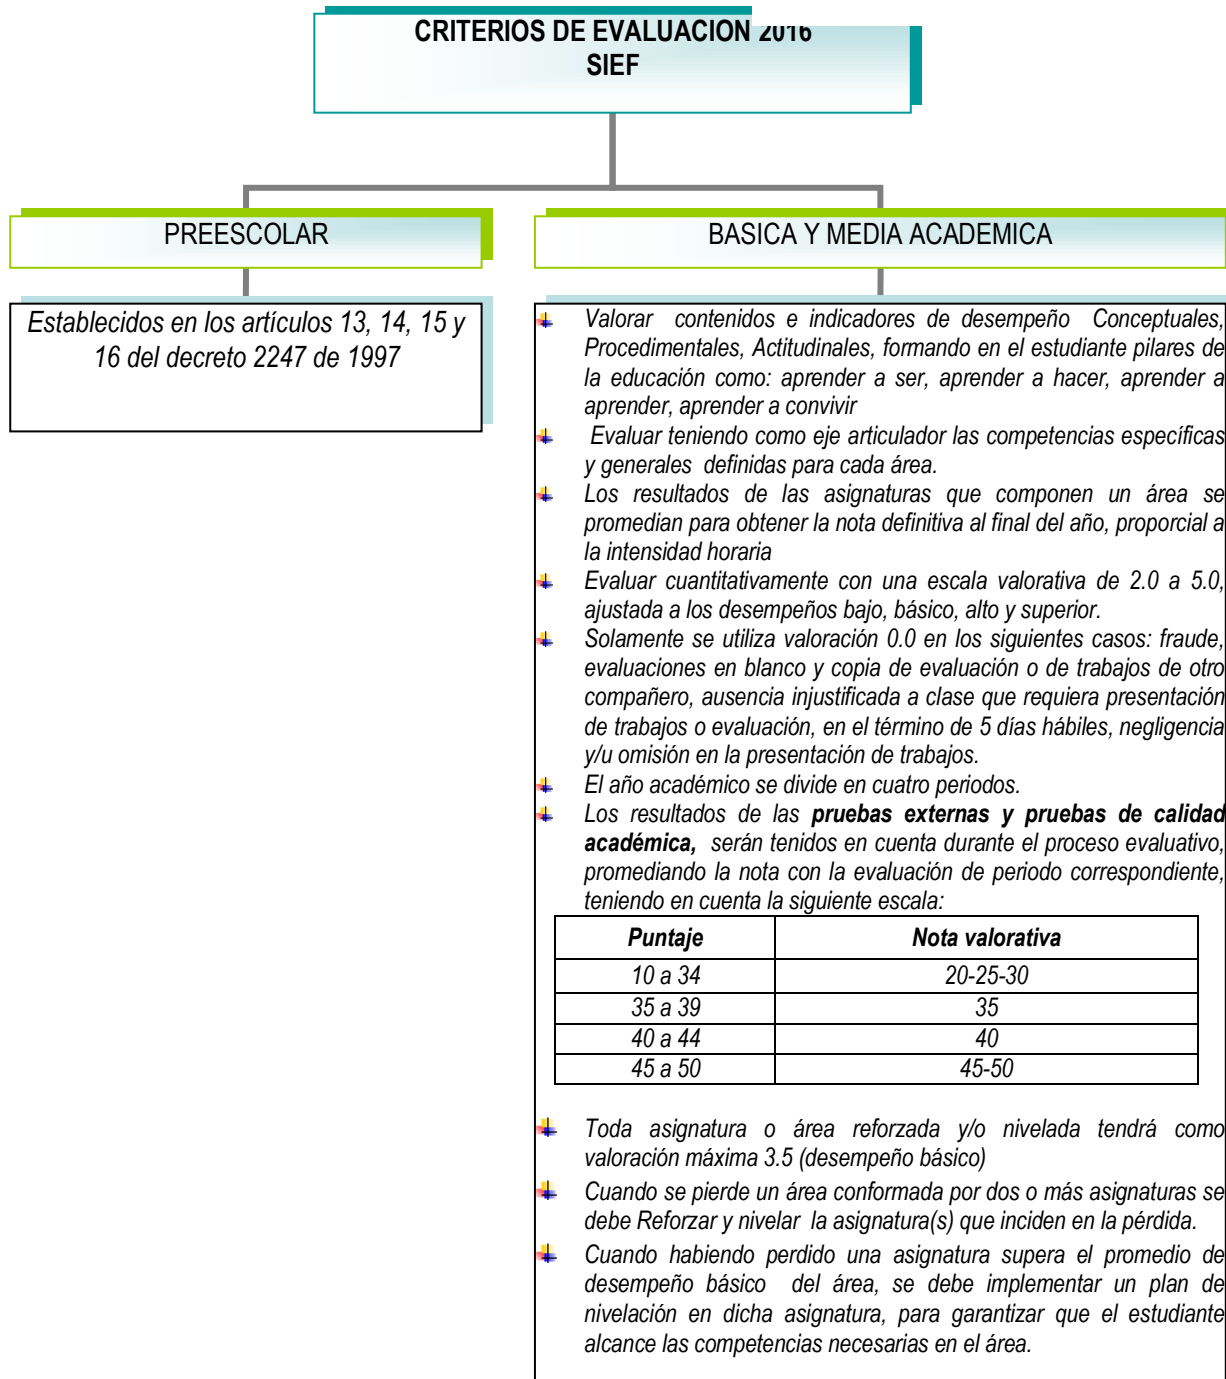 CRITERIOS DE EVALUACION 2016
SIEF
PREESCOLAR
Establecidos en los artículos 13, 14, 15 y
16 del decreto 2247 de 1997
BASICA Y MEDIA ACADEMICA
Valorar contenidos e indicadores de desempeño Conceptuales,
Procedimentales, Actitudinales, formando en el estudiante pilares de
la educación como: aprender a ser, aprender a hacer, aprender a
aprender, aprender a convivir
Evaluar teniendo como eje articulador las competencias específicas
y generales definidas para cada área.
Los resultados de las asignaturas que componen un área se
promedian para obtener la nota definitiva al final del año, proporcial a
la intensidad horaria
Evaluar cuantitativamente con una escala valorativa de 2.0 a 5.0,
ajustada a los desempeños bajo, básico, alto y superior.
Solamente se utiliza valoración 0.0 en los siguientes casos: fraude,
evaluaciones en blanco y copia de evaluación o de trabajos de otro
compañero, ausencia injustificada a clase que requiera presentación
de trabajos o evaluación, en el término de 5 días hábiles, negligencia
y/u omisión en la presentación de trabajos.
El año académico se divide en cuatro periodos.
Los resultados de las pruebas externas y pruebas de calidad
académica, serán tenidos en cuenta durante el proceso evaluativo,
promediando la nota con la evaluación de periodo correspondiente,
teniendo en cuenta la siguiente escala:
Puntaje Nota valorativa
10 a 34 20-25-30
35 a 39 35
40 a 44 40
45 a 50 45-50
Toda asignatura o área reforzada y/o nivelada tendrá como
valoración máxima 3.5 (desempeño básico)
Cuando se pierde un área conformada por dos o más asignaturas se
debe Reforzar y nivelar la asignatura(s) que inciden en la pérdida.
Cuando habiendo perdido una asignatura supera el promedio de
desempeño básico del área, se debe implementar un plan de
nivelación en dicha asignatura, para garantizar que el estudiante
alcance las competencias necesarias en el área.